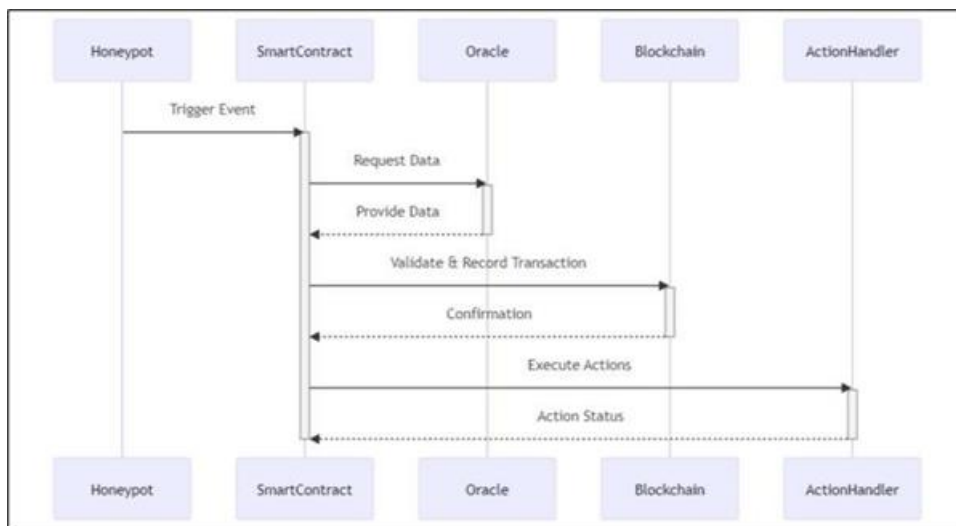 Honeypot SmartContract Oracle Blockchain ActionHandler
Trigger Event
Request Data
Provide Data
Validate & Record Transaction
Confirmation
Execute Actions
Action Status
Honeypot SmartContract Oracle Blockchain ActionHandler